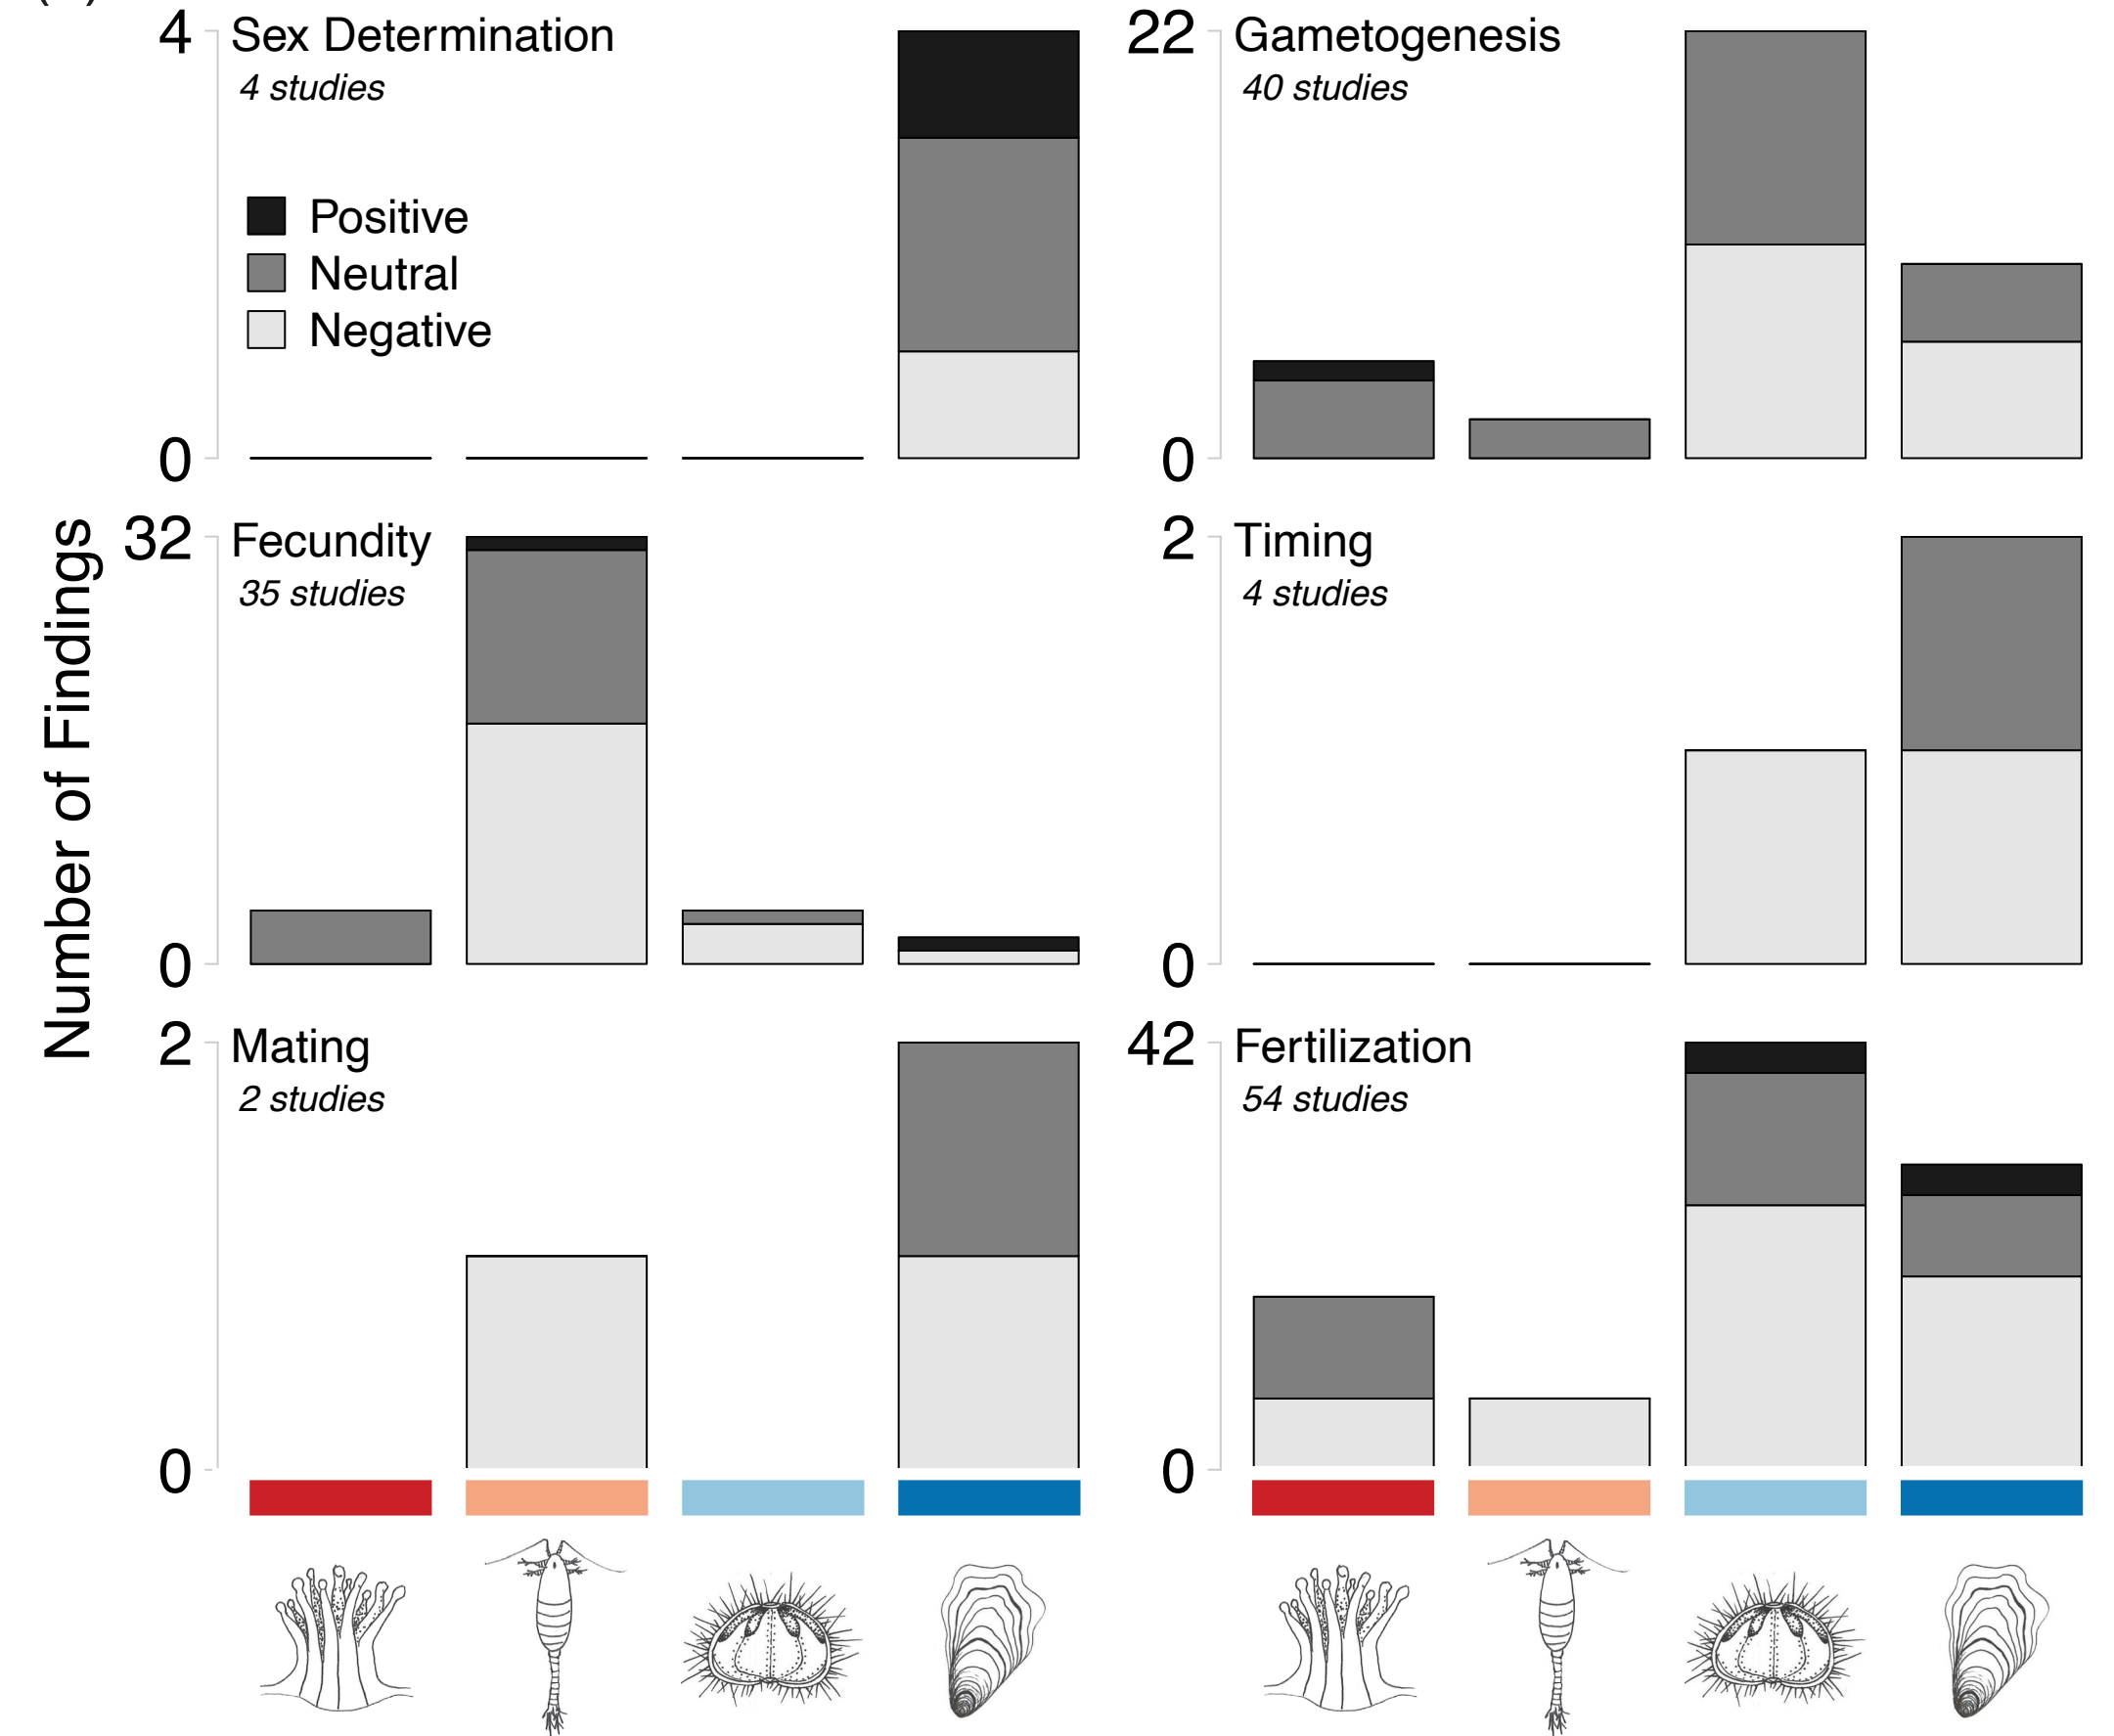 4
Sex Determination
4 studies
Positive
Neutral
Negative
0
22
Gametogenesis
40 studies
0
Number of Findings
32
Fecundity
35 studies
0
2
Timing
4 studies
0
2
Mating
2 studies
0
42
Fertilization
54 studies
0